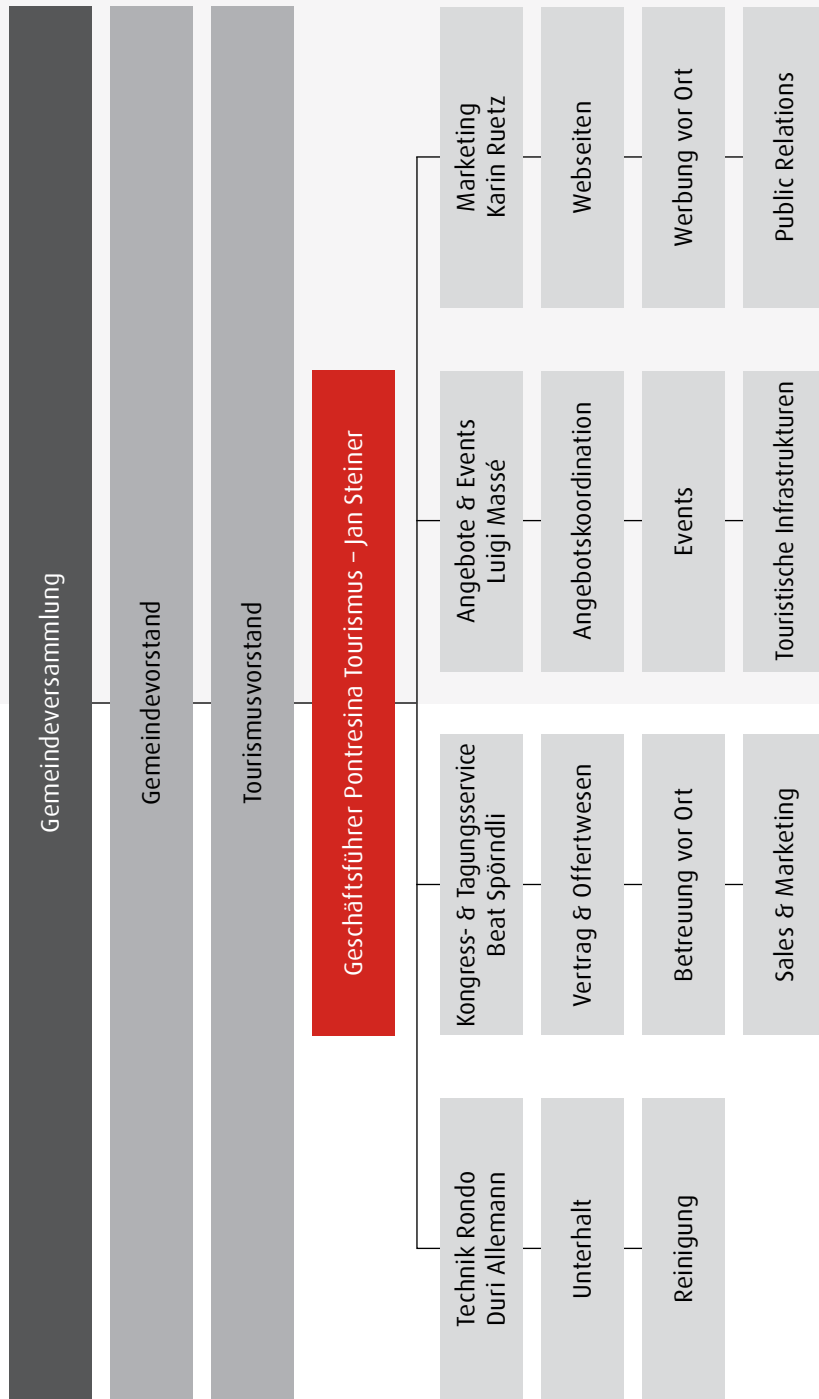 Gemeindeversammlung
Gemeindevorstand
Tourismusvorstand
Geschäftsführer Pontresina Tourismus – Jan Steiner
Technik Rondo
Duri Allemann
Unterhalt
Reinigung
Kongress- & Tagungsservice
Beat Spörndli
Vertrag & Offertwesen
Betreuung vor Ort
Sales & Marketing
Angebote & Events
Luigi Massé
Angebotskoordination
Events
Touristische Infrastrukturen
Marketing
Karin Ruetz
Webseiten
Werbung vor Ort
Public Relations